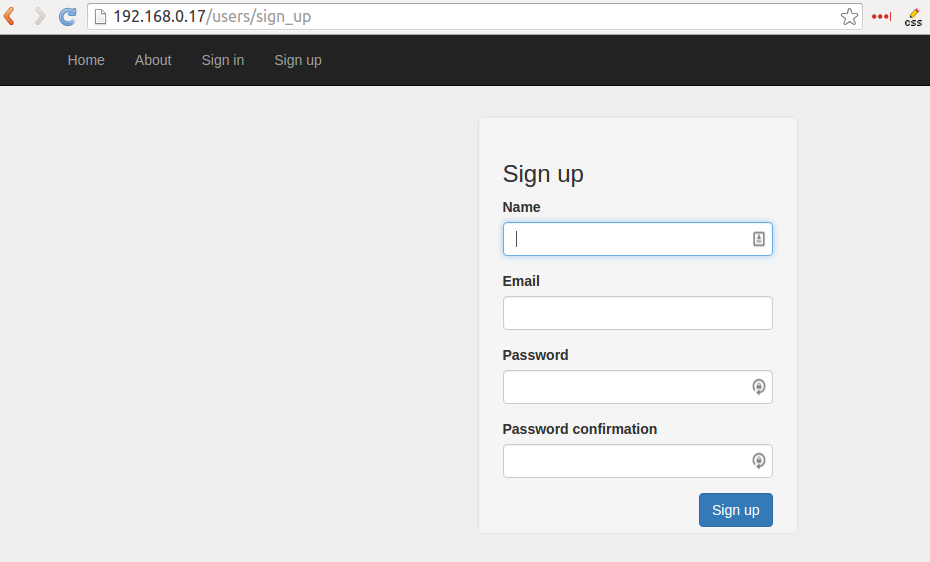 192.168.0.17/users/sign_up
css
Home About Sign in Sign up
Sign up
Name
Email
Password
Password confirmation
Sign up